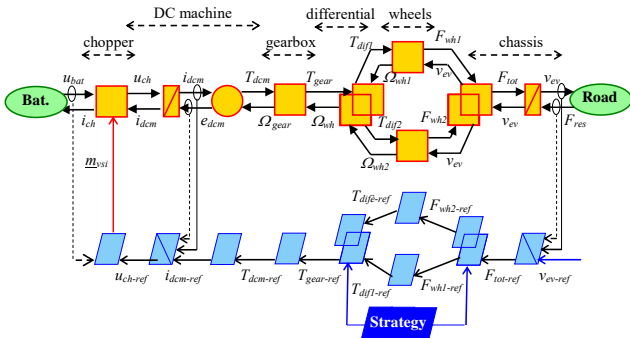 differential
wheels
DC machine
chopper
gearbox
chassis
T_dif1
F_wh1
u_bat
u_ch
i_dcm
T_dcm
T_gear
Ω_wh1
v_ev
F_tot
v_ev
Bat.
Road
i_ch
i_dcm
e_dcm
Ω_gear
Ω_wh
T_dif2
F_wh2
v_ev
F_res
Ω_wh2
v_ev
m_vsi
T_dife-ref
F_wh2-ref
u_ch-ref
i_dcm-ref
T_dcm-ref
T_gear-ref
T_dif1-ref
F_wh1-ref
F_tot-ref
v_ev-ref
Strategy